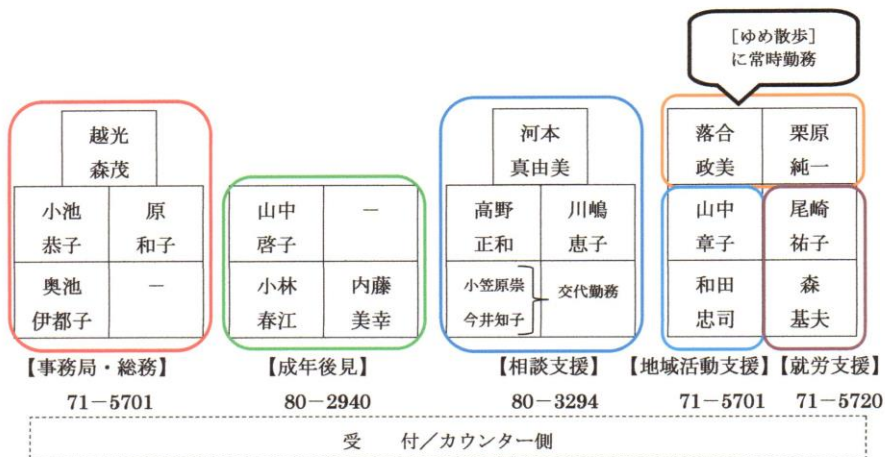 ［ゆめ散歩］
に常時勤務
越光
森茂
小池
恭子
原
和子
奥池
伊都子
－
山中
啓子
－
小林
春江
内藤
美幸
河本
真由美
高野
正和
川嶋
恵子
小笠原崇
今井知子
交代勤務
落合
政美
栗原
純一
山中
章子
尾崎
祐子
和田
忠司
森
基夫
【事務局・総務】
71－5701
【成年後見】
80－2940
【相談支援】
80－3294
【地域活動支援】
71－5701
【就労支援】
71－5720
受　付／カウンター側